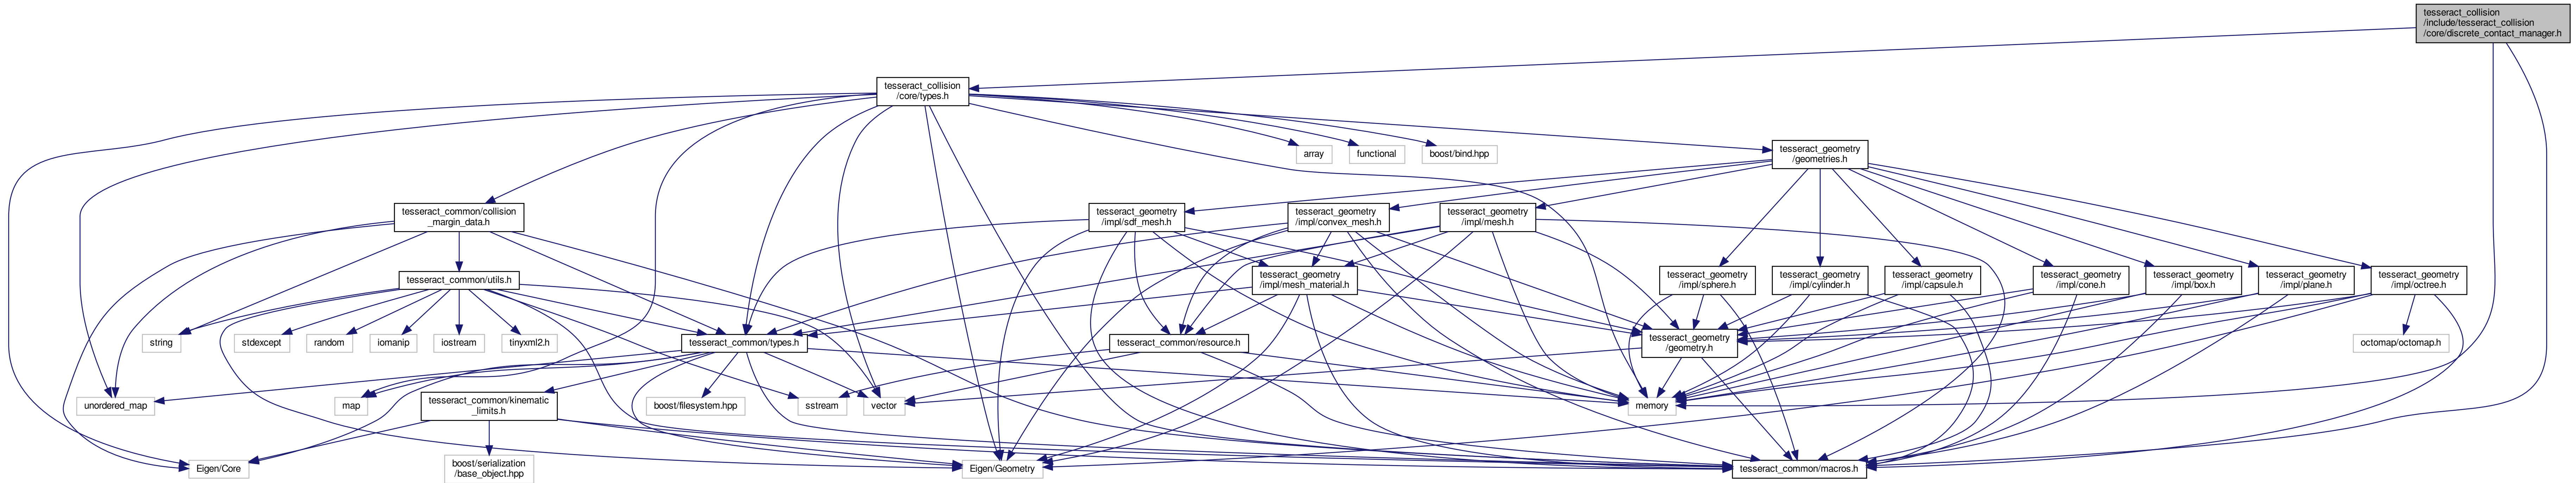 tesseract_collision
/include/tesseract_collision
/core/discrete_contact_manager.h
tesseract_collision
/core/types.h
array
functional
boost/bind.hpp
tesseract_geometry
/geometries.h
tesseract_common/collision
_margin_data.h
tesseract_geometry
/impl/sdf_mesh.h
tesseract_geometry
/impl/convex_mesh.h
tesseract_geometry
/impl/mesh.h
tesseract_common/utils.h
tesseract_geometry
/impl/mesh_material.h
tesseract_geometry
/impl/sphere.h
tesseract_geometry
/impl/cylinder.h
tesseract_geometry
/impl/capsule.h
tesseract_geometry
/impl/cone.h
tesseract_geometry
/impl/box.h
tesseract_geometry
/impl/plane.h
tesseract_geometry
/impl/octree.h
string
stdexcept
random
iomanip
iostream
tinyxml2.h
tesseract_common/types.h
tesseract_common/resource.h
tesseract_geometry
/geometry.h
octomap/octomap.h
unordered_map
map
tesseract_common/kinematic
_limits.h
boost/filesystem.hpp
sstream
vector
memory
Eigen/Core
boost/serialization
/base_object.hpp
Eigen/Geometry
tesseract_common/macros.h